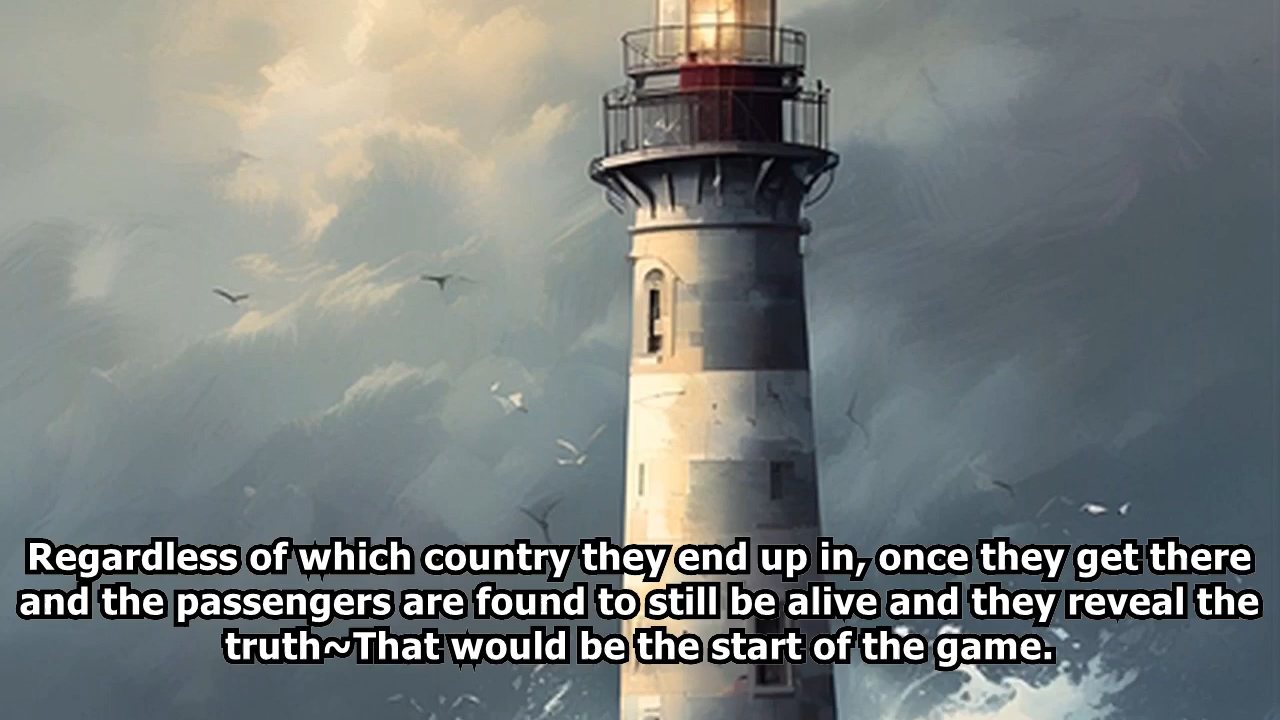 Regardless of which country they end up in, once they get there
and the passengers are found to still be alive and they reveal the
truth~That would be the start of the game.